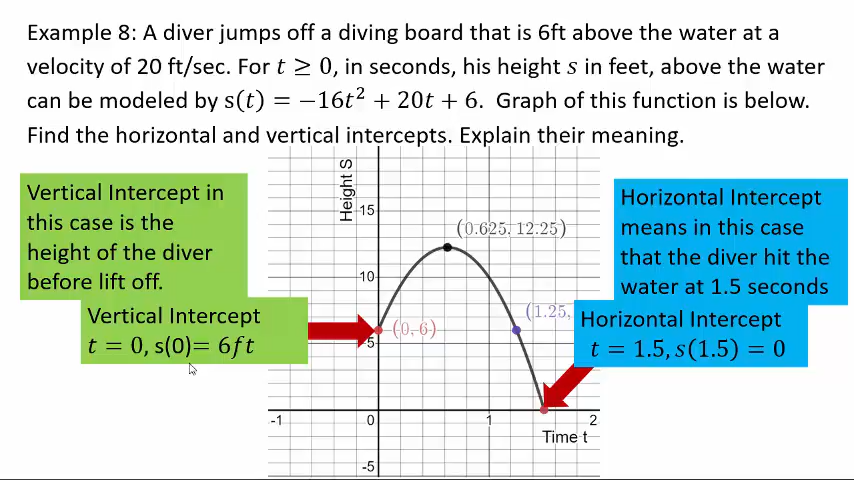 Example 8: A diver jumps off a diving board that is 6ft above the water at a
velocity of 20 ft/sec. For t ≥ 0, in seconds, his height s in feet, above the water
can be modeled by s(t) = −16t² + 20t + 6. Graph of this function is below.
Find the horizontal and vertical intercepts. Explain their meaning.
Vertical Intercept in
this case is the
height of the diver
before lift off.
Vertical Intercept
t = 0, s(0)= 6ft
Height S
15
10
5
-5
-1
0
1
2
Time t
(0.625, 12.25)
(0, 6)
(1.25,
Horizontal Intercept
means in this case
that the diver hit the
water at 1.5 seconds
Horizontal Intercept
t = 1.5, s(1.5) = 0